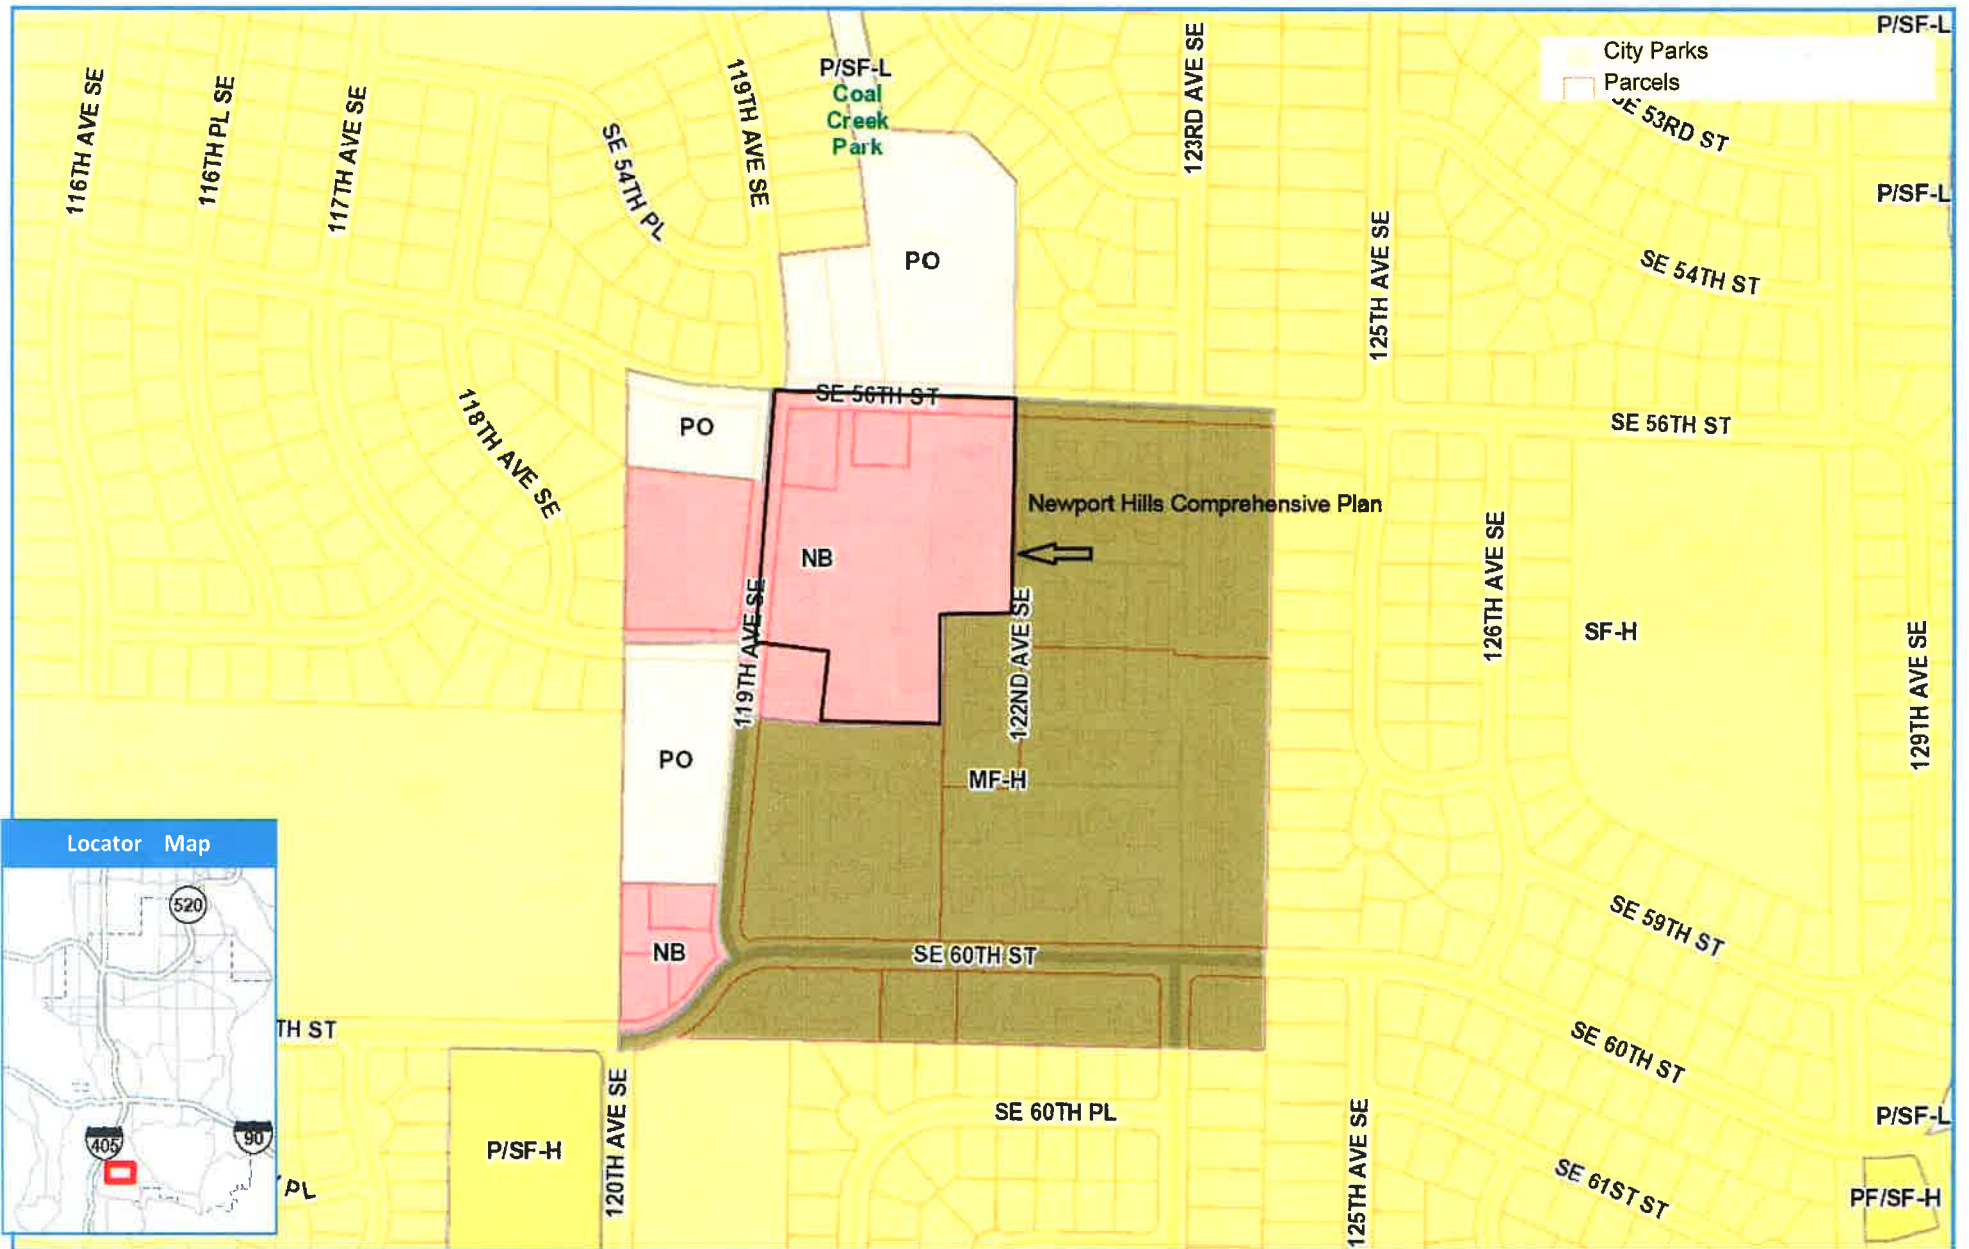 P/SF-L
City Parks
Parcels
SE 53RD ST
P/SF-L
Coal
Creek
Park
116TH AVE SE
116TH PL SE
117TH AVE SE
SE 54TH PL
119TH AVE SE
123RD AVE SE
P/SF-L
125TH AVE SE
SE 54TH ST
PO
SE 56TH ST
SE 56TH ST
118TH AVE SE
PO
Newport Hills Comprehensive Plan
NB
126TH AVE SE
SF-H
129TH AVE SE
119TH AVE SE
122ND AVE SE
PO
MF-H
Locator Map
520
405
90
NB
SE 60TH ST
SE 59TH ST
TH ST
SE 60TH ST
P/SF-H
120TH AVE SE
SE 60TH PL
125TH AVE SE
P/SF-L
SE 61ST ST
PF/SF-H
PL